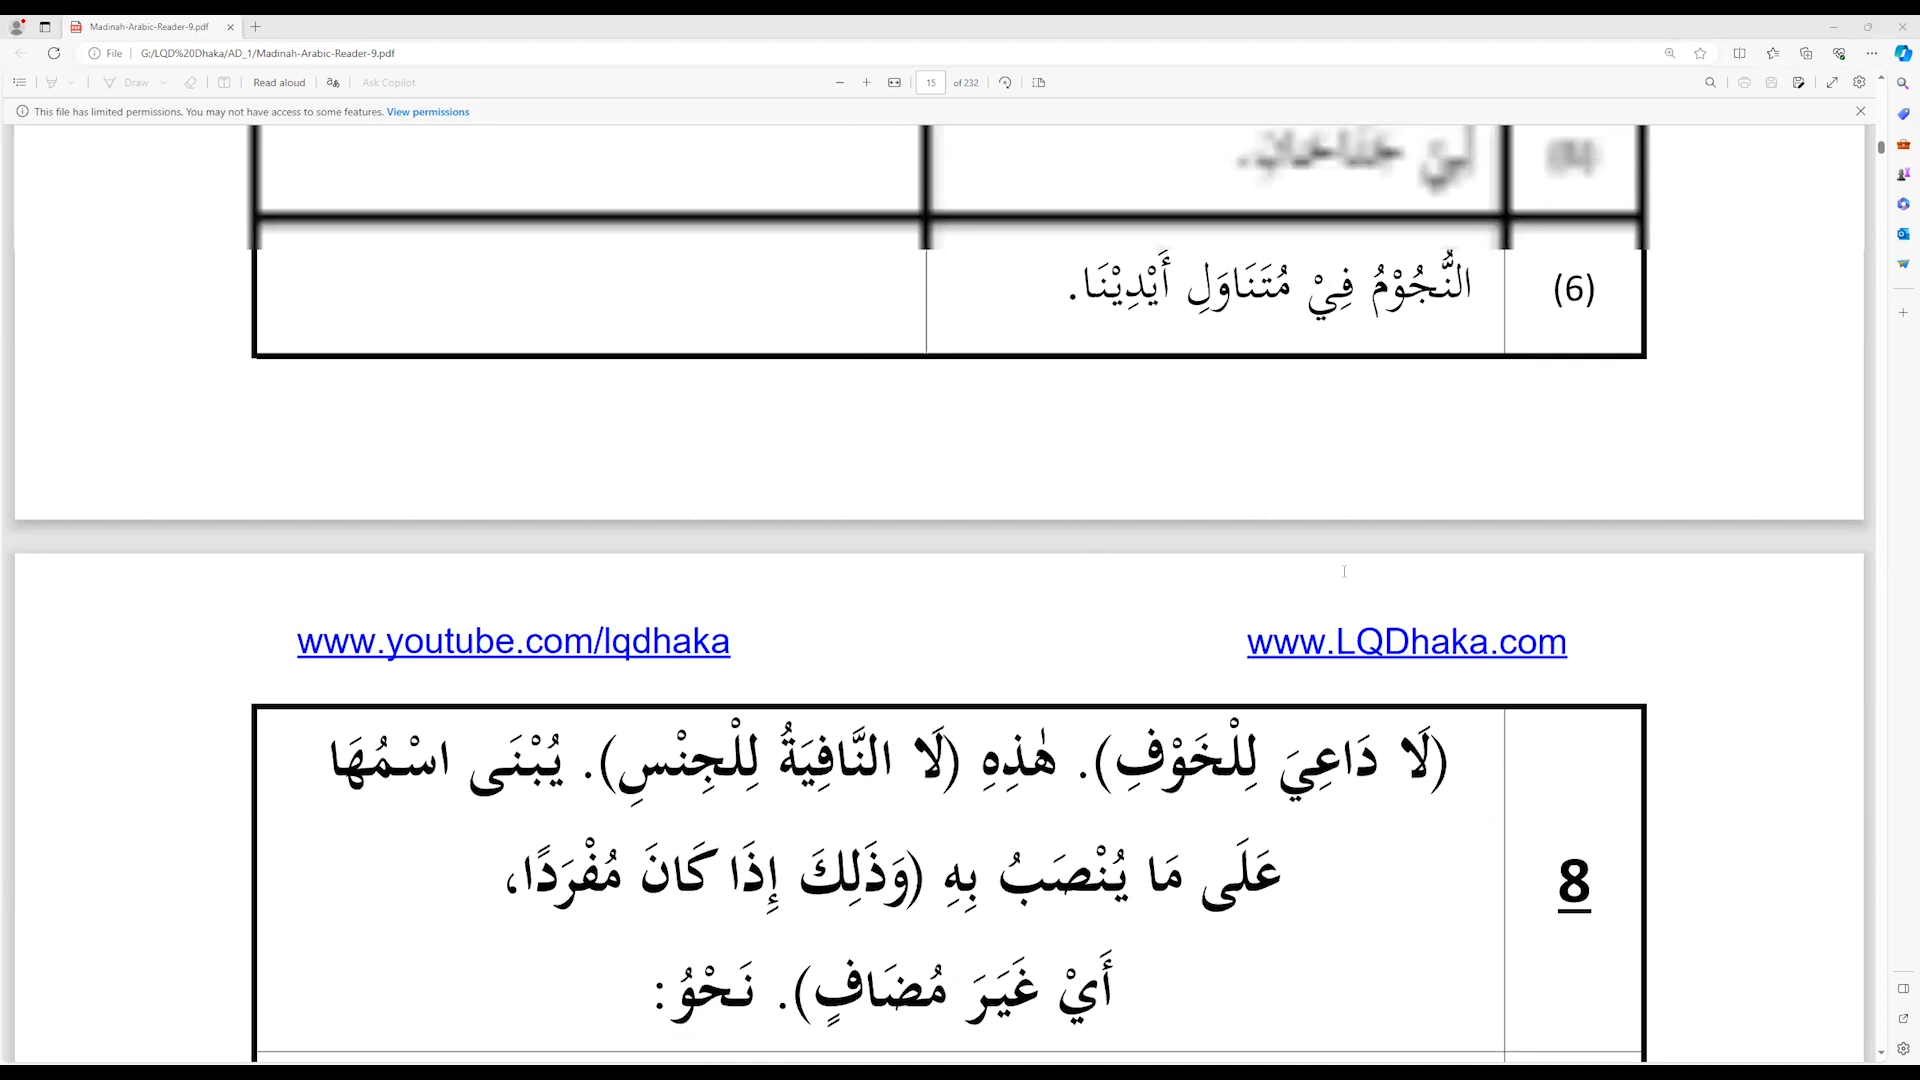 Madinah-Arabic-Reader-9.pdf
File G:/LQD%20Dhaka/AD_1/Madinah-Arabic-Reader-9.pdf
Draw Read aloud Ask Copilot 15 of 232
This file has limited permissions. You may not have access to some features. View permissions
(6) النُّجُوْمُ فِيْ مُتَنَاوَلِ أَيْدِيْنَا.
www.youtube.com/lqdhaka www.LQDhaka.com
(لَا دَاعِيَ لِلْخَوْفِ). هٰذِهِ (لَا النَّافِيَةُ لِلْجِنْسِ). يُبْنَى اسْمُهَا
8 عَلَى مَا يُنْصَبُ بِهِ (وَذَلِكَ إِذَا كَانَ مُفْرَدًا،
أَيْ غَيَرَ مُضَافٍ). نَحْوُ: